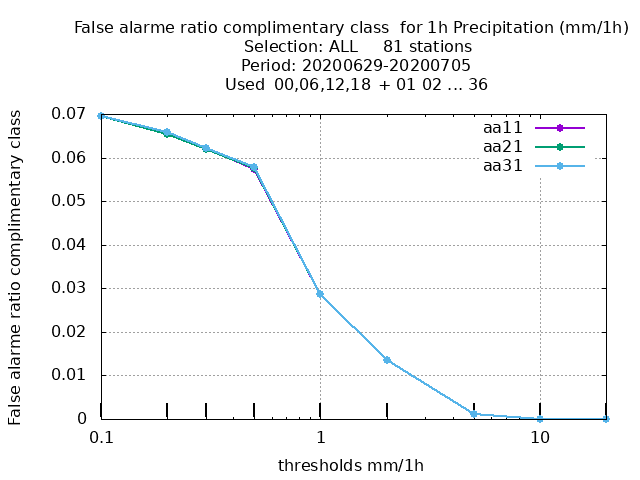 False alarme ratio complimentary class  for 1h Precipitation (mm/1h)
Selection: ALL     81 stations
Period: 20200629-20200705
Used  00,06,12,18  + 01 02 ... 36
False alarme ratio complimentary class
0.07
0.06
0.05
0.04
0.03
0.02
0.01
0
aa11
aa21
aa31
0.1
1
10
thresholds mm/1h